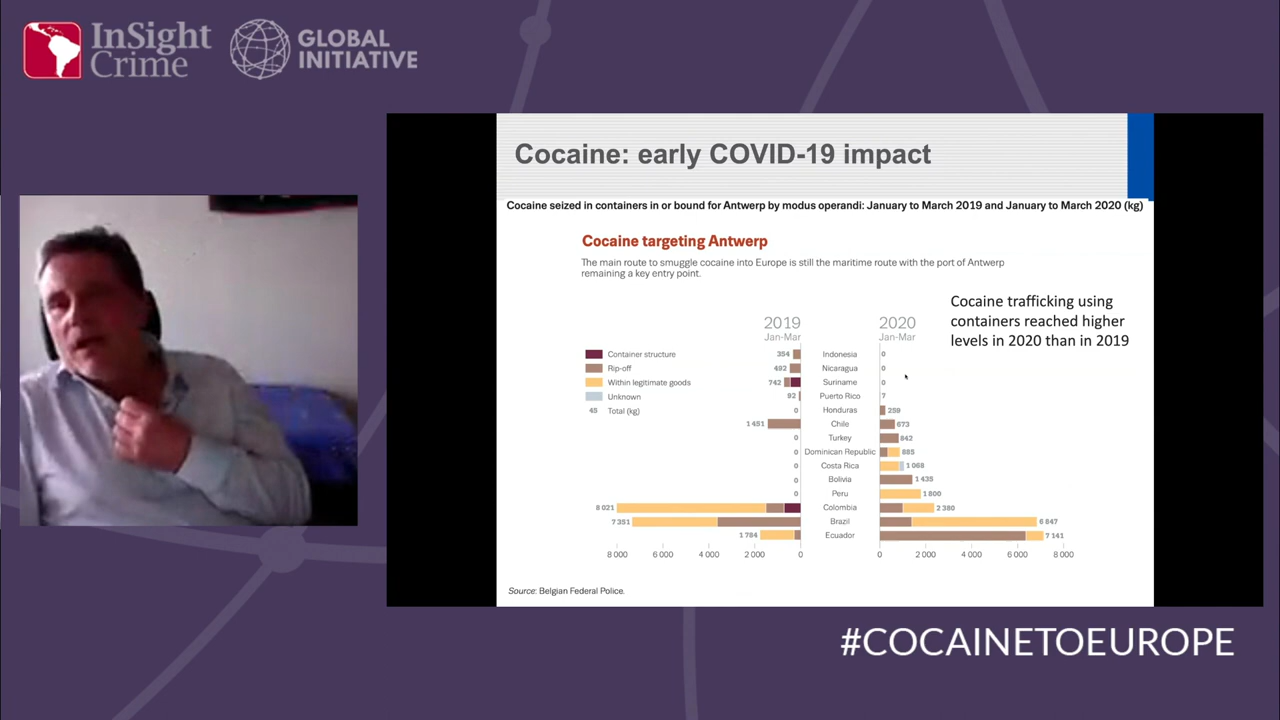 InSight
Crime
GLOBAL
INITIATIVE
Cocaine: early COVID-19 impact
Cocaine seized in containers in or bound for Antwerp by modus operandi: January to March 2019 and January to March 2020 (kg)
Cocaine targeting Antwerp
The main route to smuggle cocaine into Europe is still the maritime route with the port of Antwerp
remaining a key entry point.
Cocaine trafficking using
containers reached higher
levels in 2020 than in 2019
2019 2020
Jan-Mar Jan-Mar
Container structure 354 Indonesia 0
Rip-off 492 Nicaragua 0
Within legitimate goods 742 Suriname 0
Unknown 92 Puerto Rico 7
45 Total (kg) 0 Honduras 259
1 451 Chile 673
0 Turkey 842
0 Dominican Republic 885
0 Costa Rica 1 068
0 Bolivia 1 435
0 Peru 1 800
8 021 Colombia 2 380
7 351 Brazil 6 847
1 784 Ecuador 7 141
8 000 6 000 4 000 2 000 0 0 2 000 4 000 6 000 8 000
Source: Belgian Federal Police.
#COCAINETOEUROPE